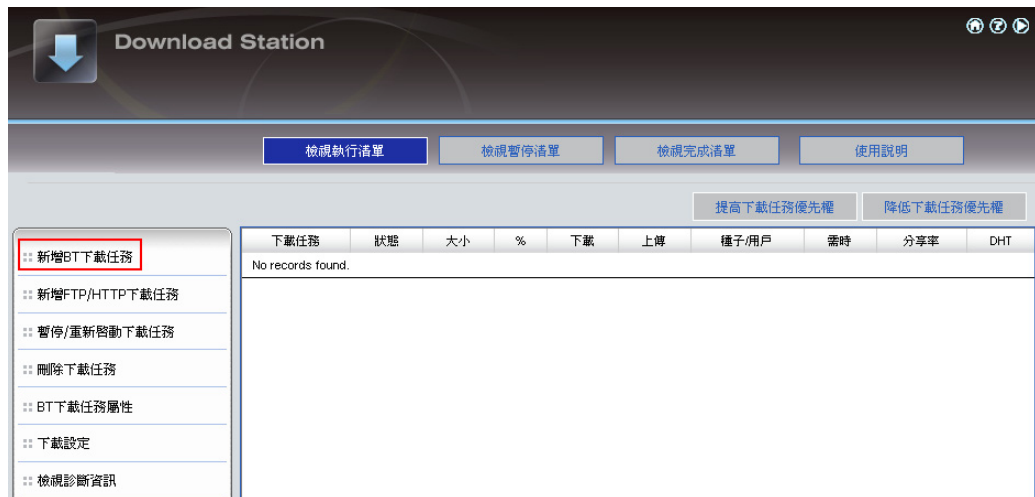 Download Station
檢視執行清單 檢視暫停清單 檢視完成清單 使用說明
提高下載任務優先權 降低下載任務優先權
下載任務 狀態 大小 % 下載 上傳 種子/用戶 需時 分享率 DHT
No records found.
新增BT下載任務
新增FTP/HTTP下載任務
暫停/重新啟動下載任務
刪除下載任務
BT下載任務屬性
下載設定
檢視診斷資訊